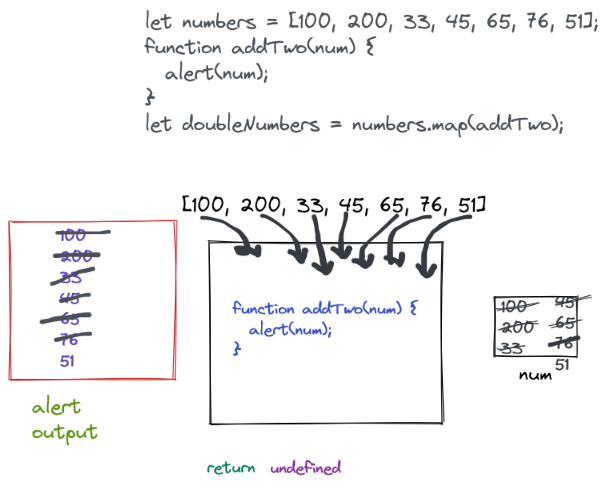 let numbers = [100, 200, 33, 45, 65, 76, 51];
function addTwo(num) {
alert(num);
}
let doubleNumbers = numbers.map(addTwo);
[100, 200, 33, 45, 65, 76, 51]
100
200
33
45
65
76
51
alert
output
function addTwo(num) {
alert(num);
}
100 45
200 65
33 76
51
num
return undefined